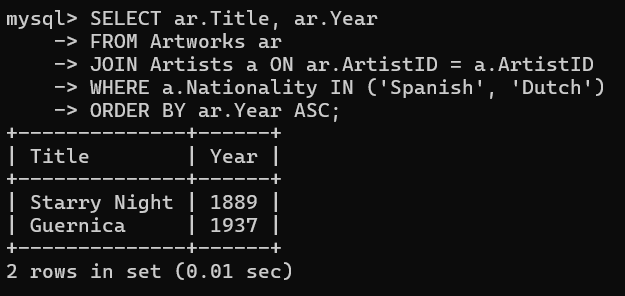 mysql> SELECT ar.Title, ar.Year
    -> FROM Artworks ar
    -> JOIN Artists a ON ar.ArtistID = a.ArtistID
    -> WHERE a.Nationality IN ('Spanish', 'Dutch')
    -> ORDER BY ar.Year ASC;
+--------------+------+
| Title        | Year |
+--------------+------+
| Starry Night | 1889 |
| Guernica     | 1937 |
+--------------+------+
2 rows in set (0.01 sec)